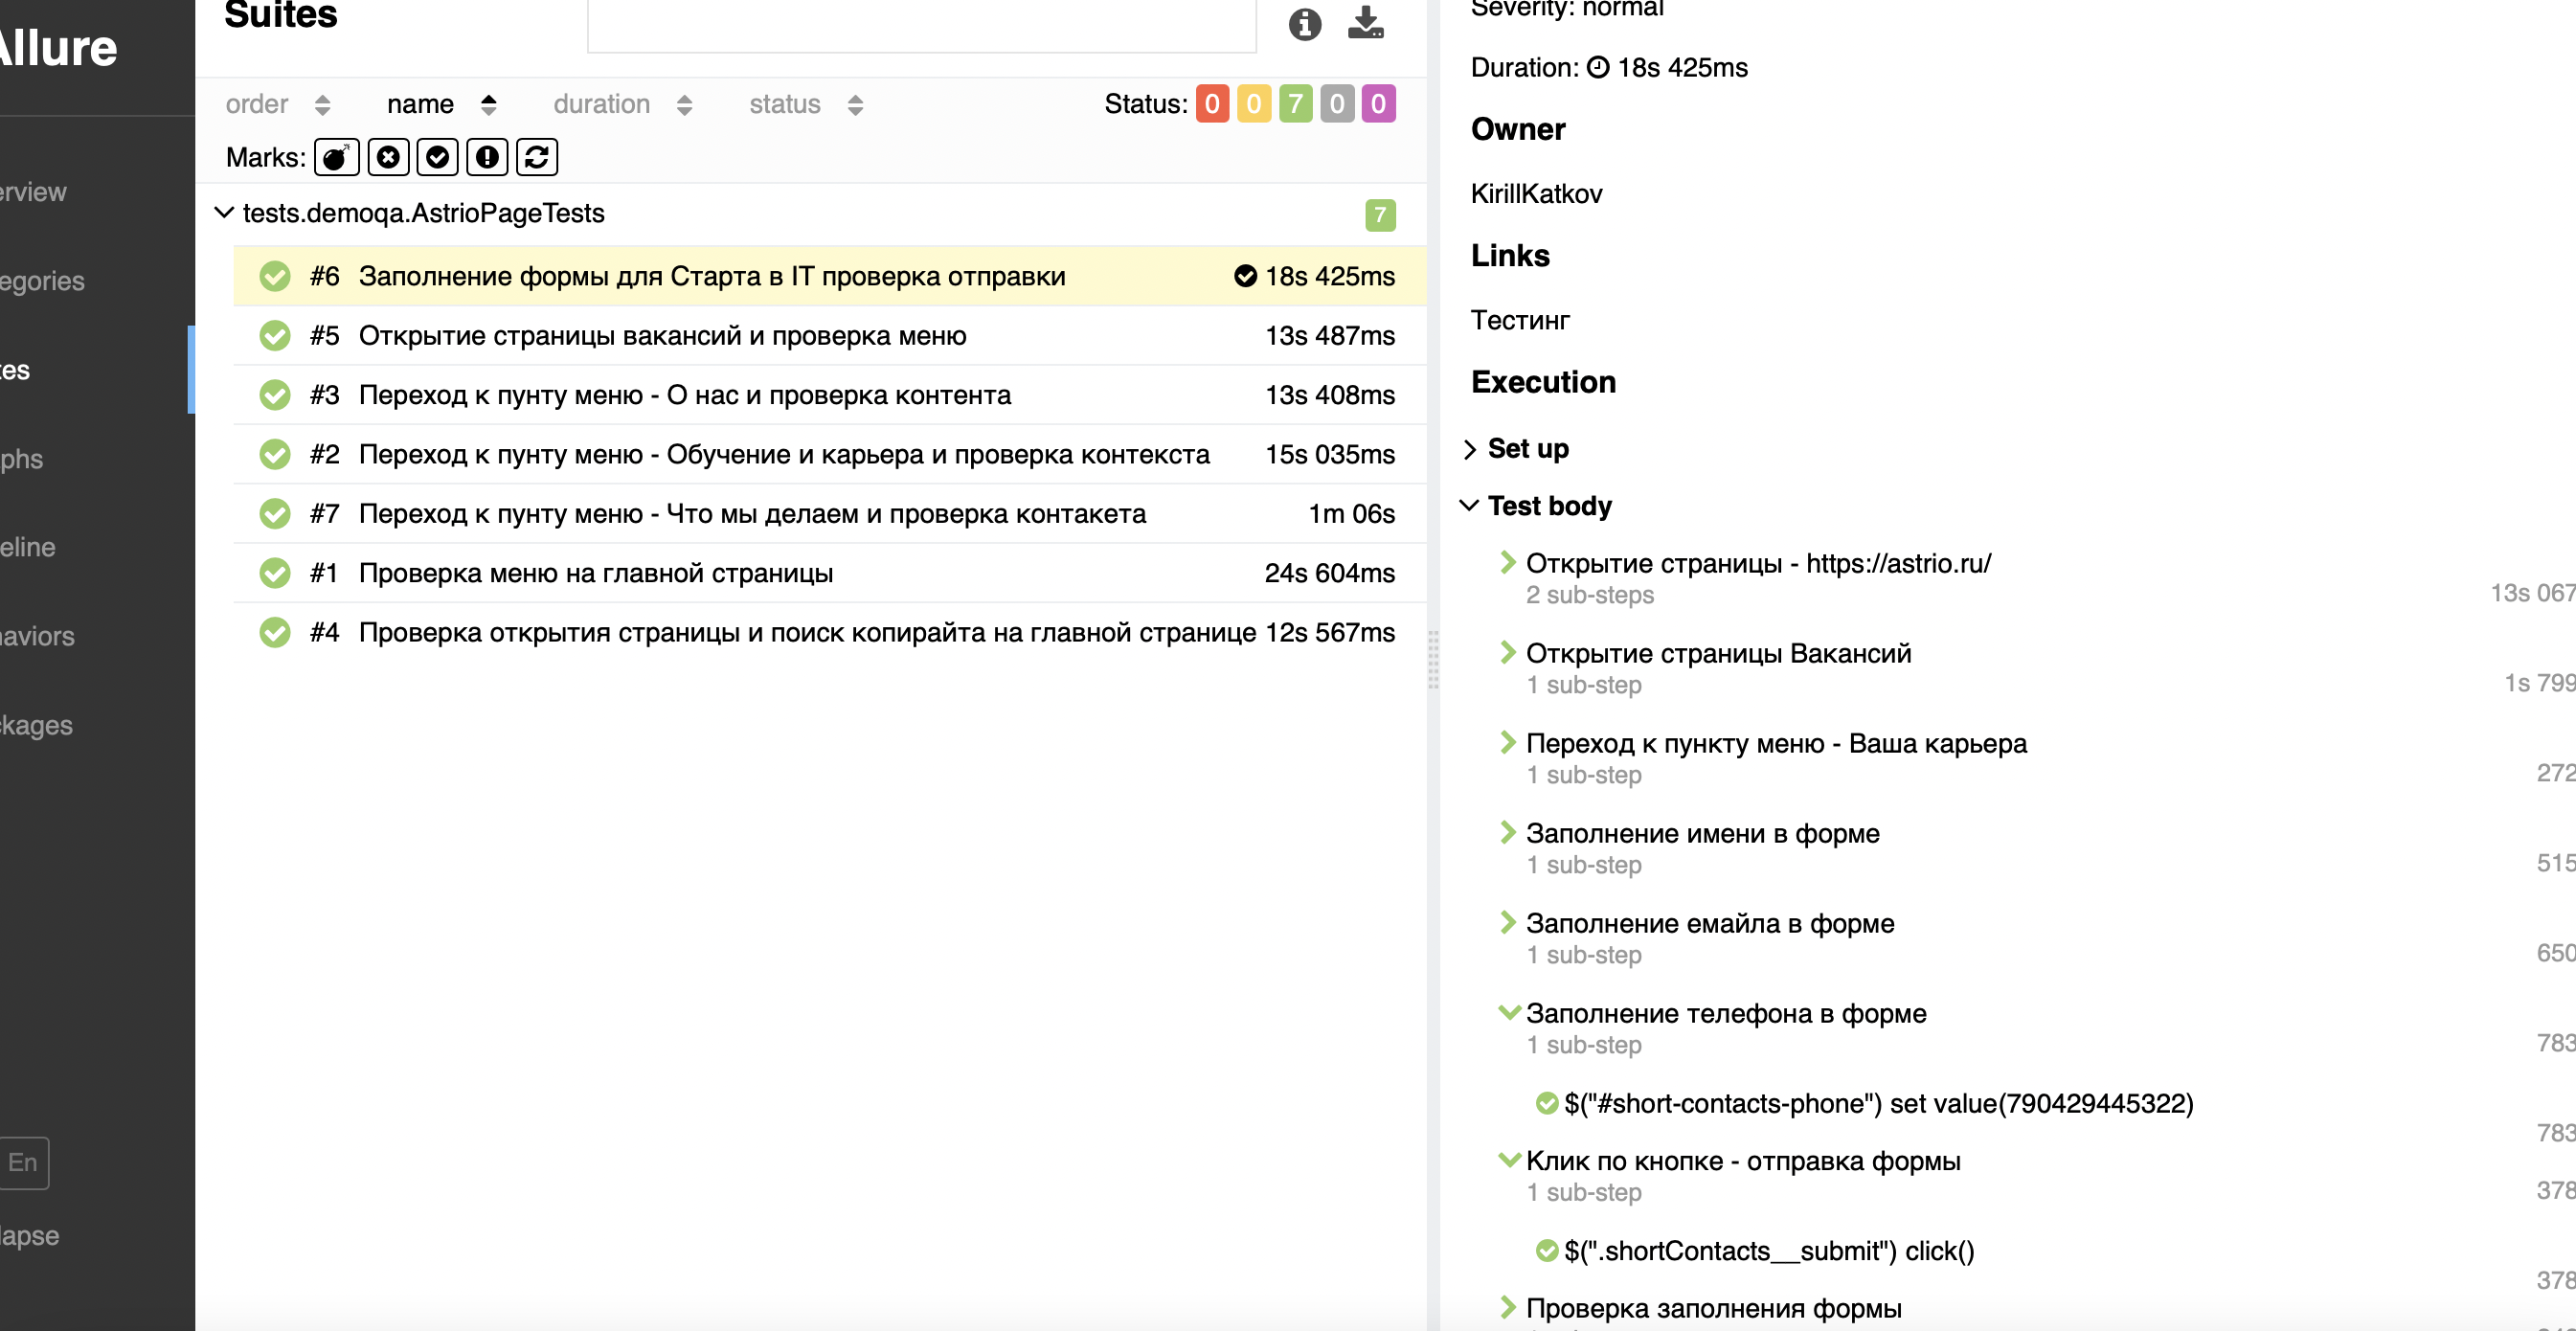 Allure
erview
egories
tes
phs
eline
naviors
ckages
En
lapse
Suites
order name duration status Status: 0 0 7 0 0
Marks:
tests.demoqa.AstrioPageTests 7
#6 Заполнение формы для Старта в IT проверка отправки 18s 425ms
#5 Открытие страницы вакансий и проверка меню 13s 487ms
#3 Переход к пунту меню - О нас и проверка контента 13s 408ms
#2 Переход к пунту меню - Обучение и карьера и проверка контекста 15s 035ms
#7 Переход к пунту меню - Что мы делаем и проверка контакета 1m 06s
#1 Проверка меню на главной страницы 24s 604ms
#4 Проверка открытия страницы и поиск копирайта на главной странице 12s 567ms
Severity: normal
Duration: 18s 425ms
Owner
KirillKatkov
Links
Тестинг
Execution
Set up
Test body
Открытие страницы - https://astrio.ru/
2 sub-steps 13s 067
Открытие страницы Вакансий
1 sub-step 1s 799
Переход к пункту меню - Ваша карьера
1 sub-step 272
Заполнение имени в форме
1 sub-step 515
Заполнение емайла в форме
1 sub-step 650
Заполнение телефона в форме
1 sub-step 783
$("#short-contacts-phone") set value(790429445322)
783
Клик по кнопке - отправка формы
1 sub-step 378
$(".shortContacts__submit") click()
378
Проверка заполнения формы